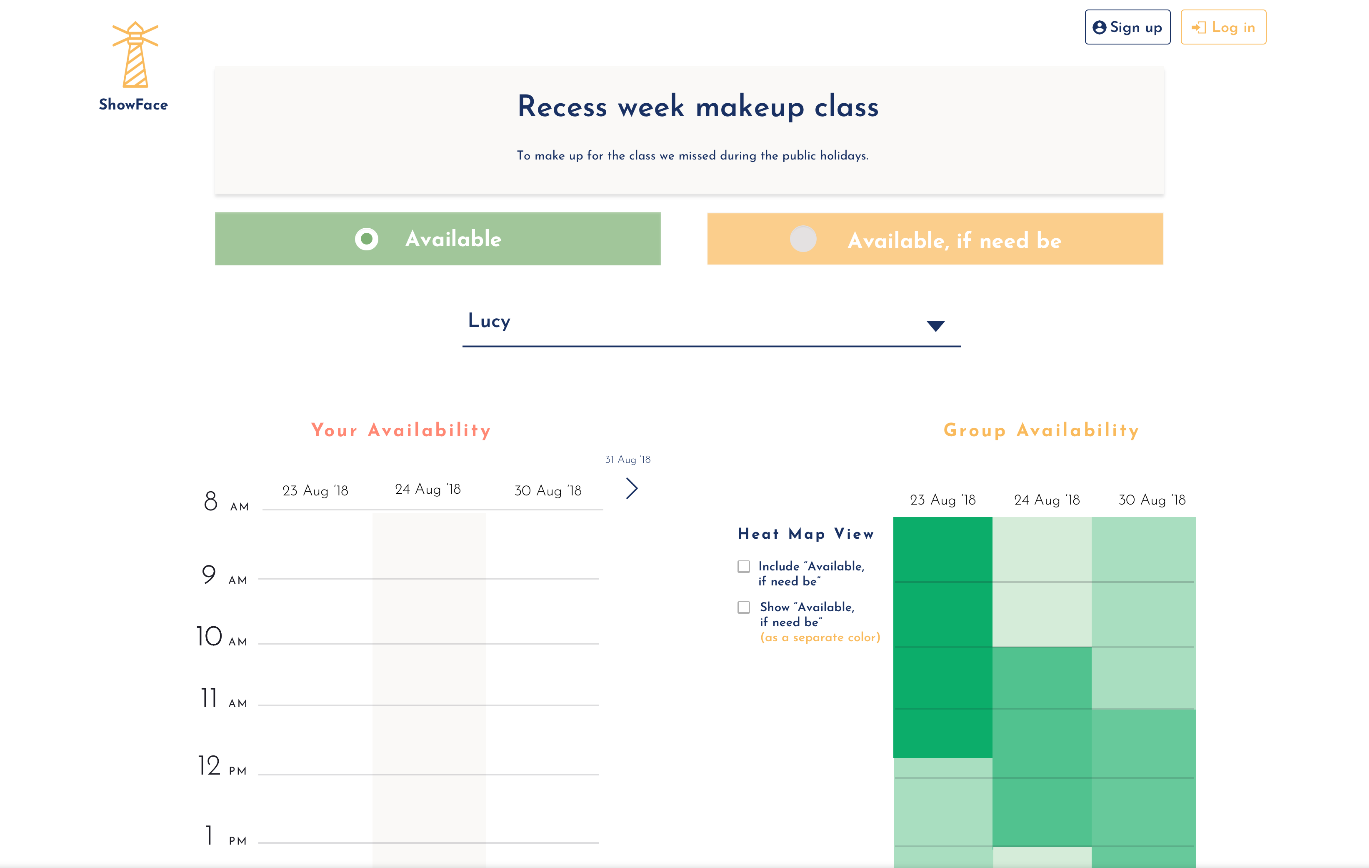 Sign up
Log in
ShowFace
Recess week makeup class
To make up for the class we missed during the public holidays.
Available
Available, if need be
Lucy
Your Availability
Group Availability
31 Aug '18
23 Aug '18
24 Aug '18
30 Aug '18
8 AM
9 AM
10 AM
11 AM
12 PM
1 PM
23 Aug '18
24 Aug '18
30 Aug '18
Heat Map View
Include "Available,
if need be"
Show "Available,
if need be"
(as a separate color)